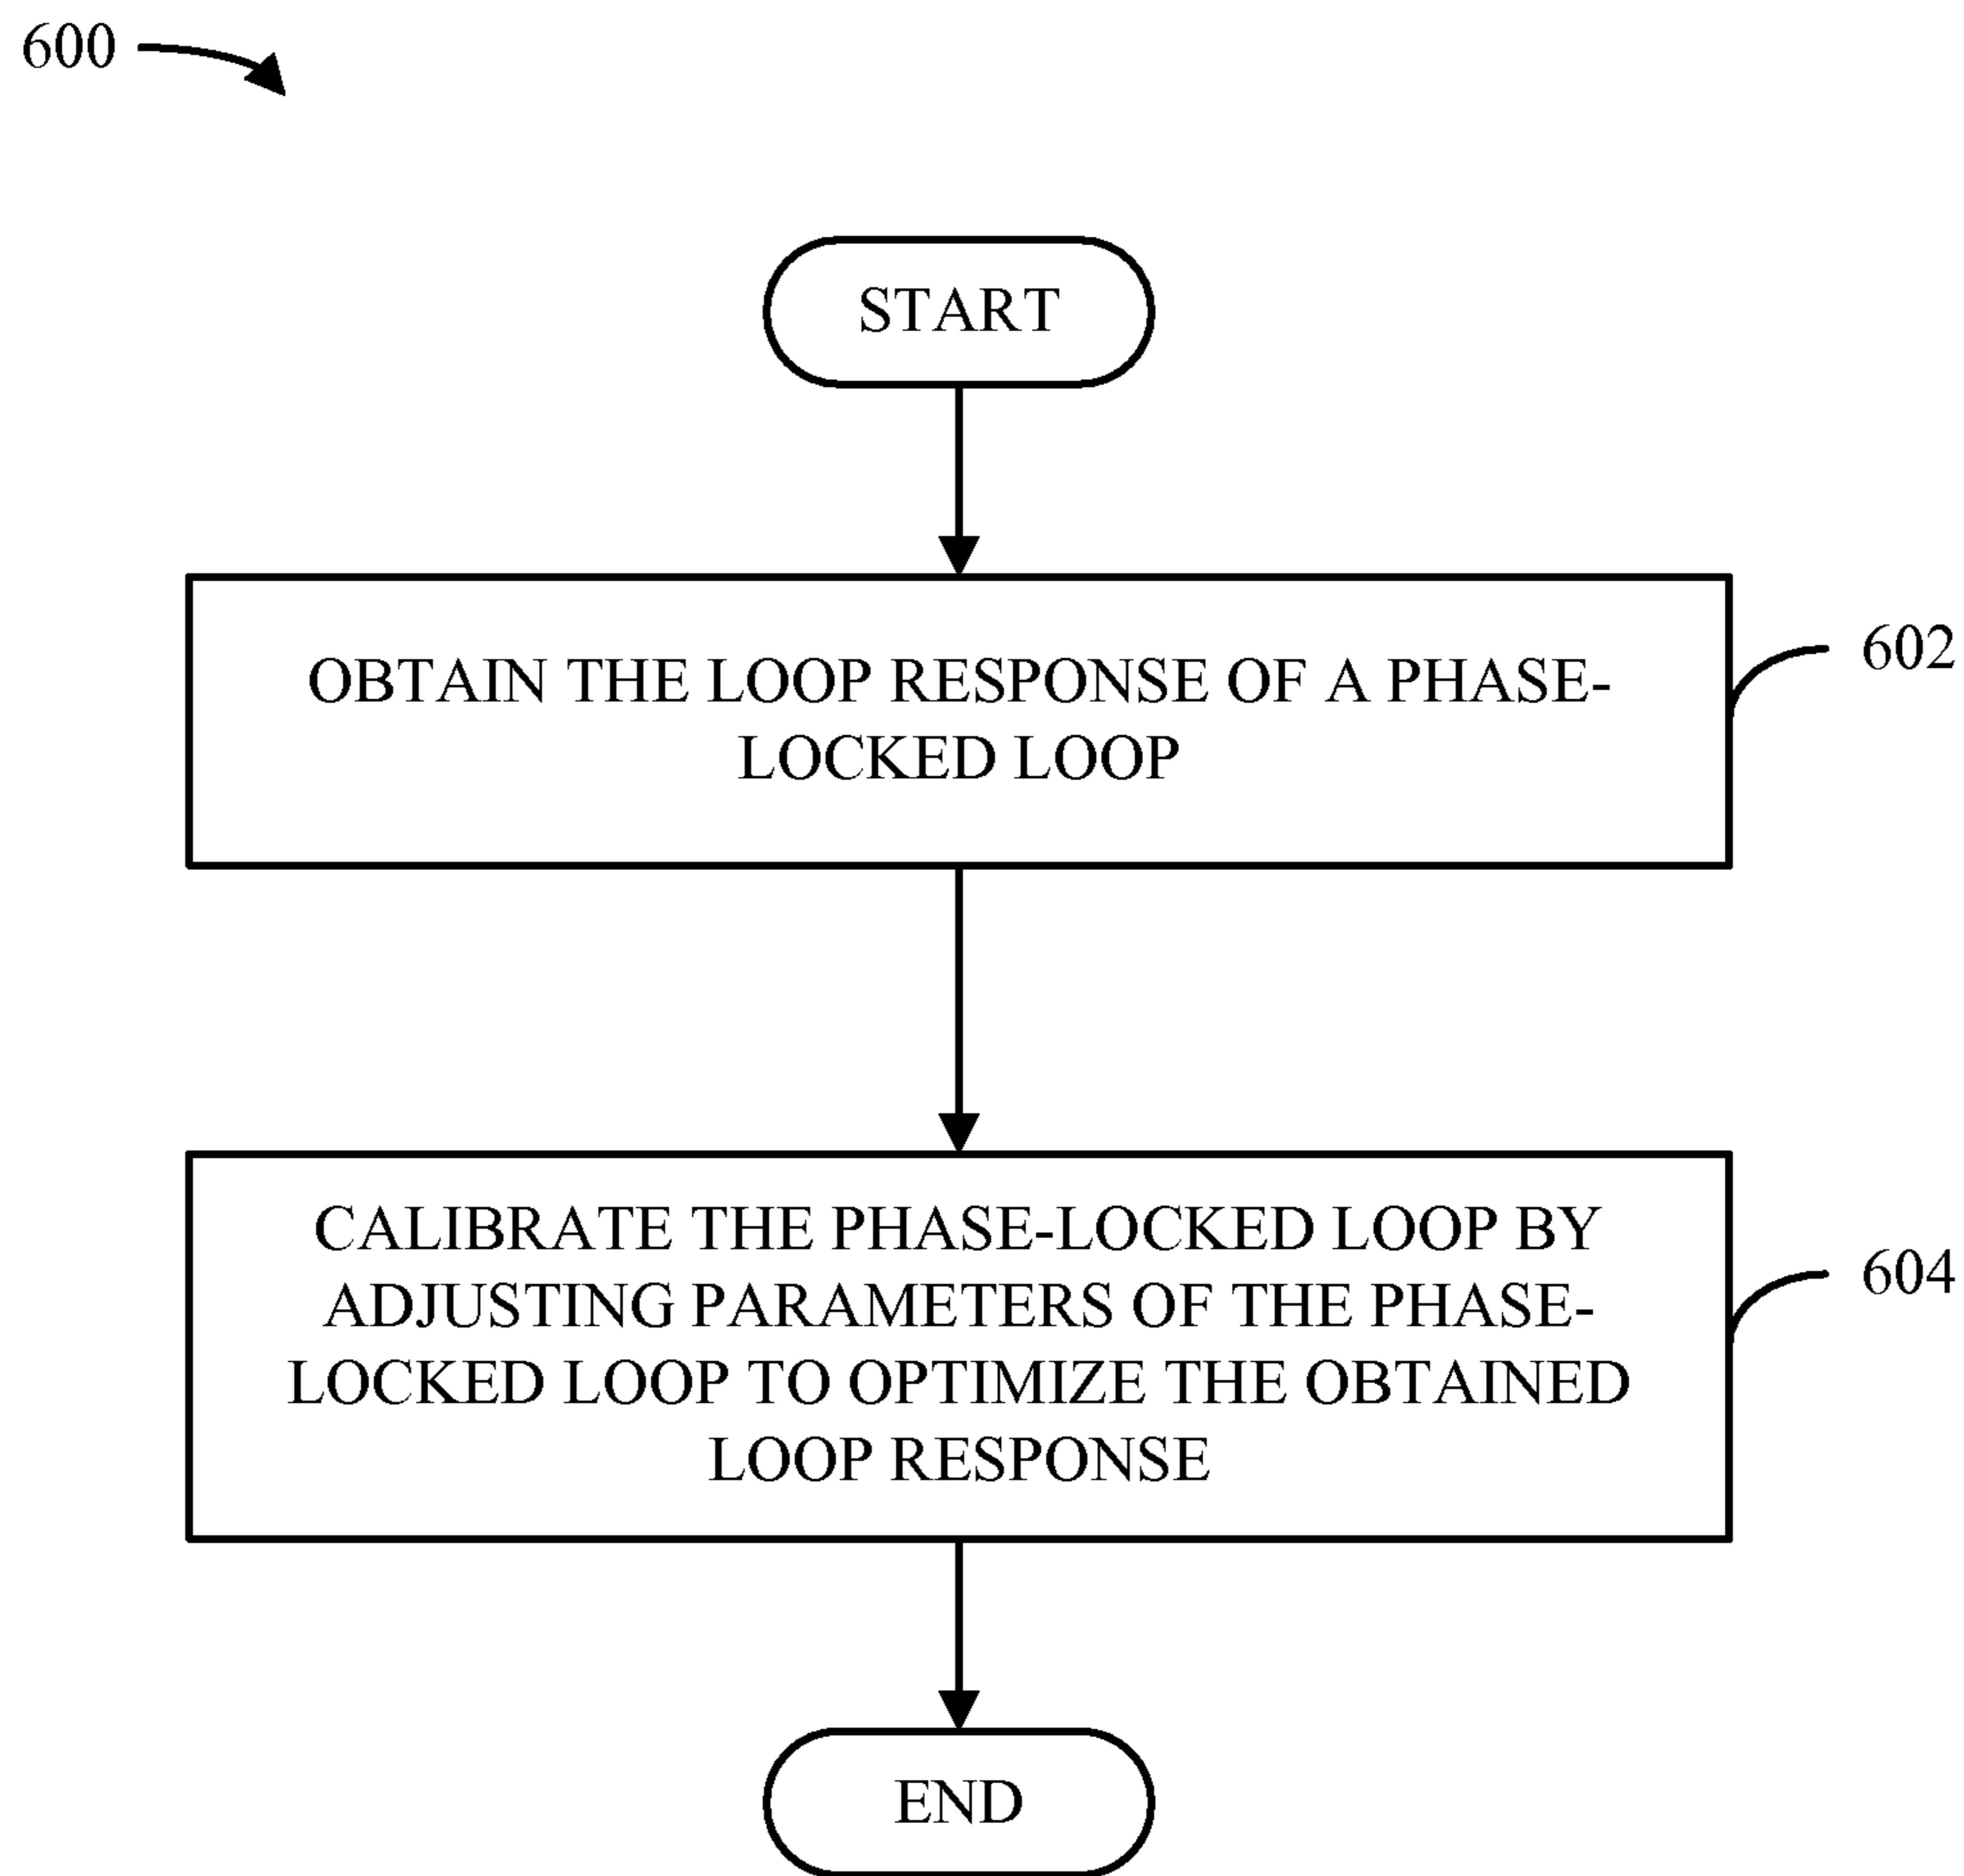 600
START
OBTAIN THE LOOP RESPONSE OF A PHASE-
LOCKED LOOP
602
CALIBRATE THE PHASE-LOCKED LOOP BY
ADJUSTING PARAMETERS OF THE PHASE-
LOCKED LOOP TO OPTIMIZE THE OBTAINED
LOOP RESPONSE
604
END